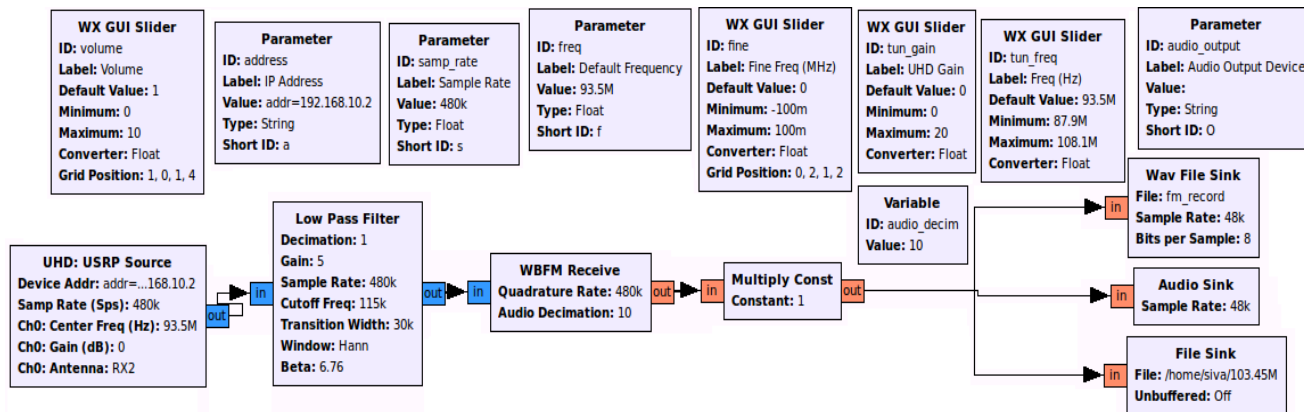 WX GUI Slider
ID: volume
Label: Volume
Default Value: 1
Minimum: 0
Maximum: 10
Converter: Float
Grid Position: 1, 0, 1, 4
Parameter
ID: address
Label: IP Address
Value: addr=192.168.10.2
Type: String
Short ID: a
Parameter
ID: samp_rate
Label: Sample Rate
Value: 480k
Type: Float
Short ID: s
Parameter
ID: freq
Label: Default Frequency
Value: 93.5M
Type: Float
Short ID: f
WX GUI Slider
ID: fine
Label: Fine Freq (MHz)
Default Value: 0
Minimum: -100m
Maximum: 100m
Converter: Float
Grid Position: 0, 2, 1, 2
WX GUI Slider
ID: tun_gain
Label: UHD Gain
Default Value: 0
Minimum: 0
Maximum: 20
Converter: Float
WX GUI Slider
ID: tun_freq
Label: Freq (Hz)
Default Value: 93.5M
Minimum: 87.9M
Maximum: 108.1M
Converter: Float
Parameter
ID: audio_output
Label: Audio Output Device
Value:
Type: String
Short ID: O
UHD: USRP Source
Device Addr: addr=...168.10.2
Samp Rate (Sps): 480k
Ch0: Center Freq (Hz): 93.5M
Ch0: Gain (dB): 0
Ch0: Antenna: RX2
out
in
Low Pass Filter
Decimation: 1
Gain: 5
Sample Rate: 480k
Cutoff Freq: 115k
Transition Width: 30k
Window: Hann
Beta: 6.76
out
in
WBFM Receive
Quadrature Rate: 480k
Audio Decimation: 10
out
in
Multiply Const
Constant: 1
out
Variable
ID: audio_decim
Value: 10
in
Wav File Sink
File: fm_record
Sample Rate: 48k
Bits per Sample: 8
in
Audio Sink
Sample Rate: 48k
in
File Sink
File: /home/siva/103.45M
Unbuffered: Off